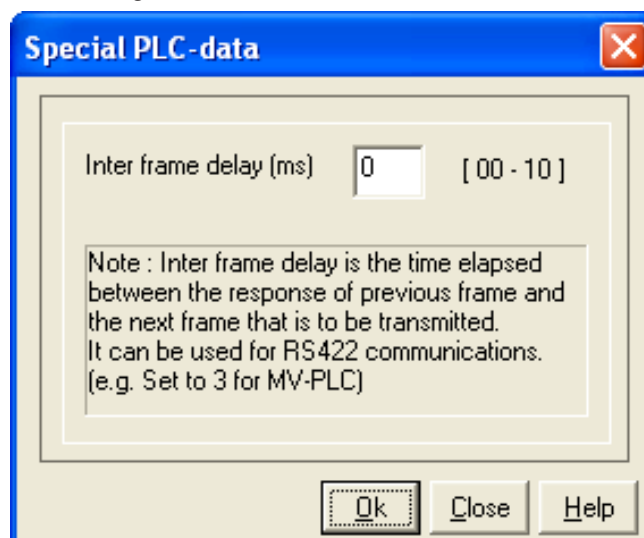 Special PLC-data
Inter frame delay (ms) 0 [ 00 - 10 ]
Note : Inter frame delay is the time elapsed
between the response of previous frame and
the next frame that is to be transmitted.
It can be used for RS422 communications.
(e.g. Set to 3 for MV-PLC)
Ok Close Help